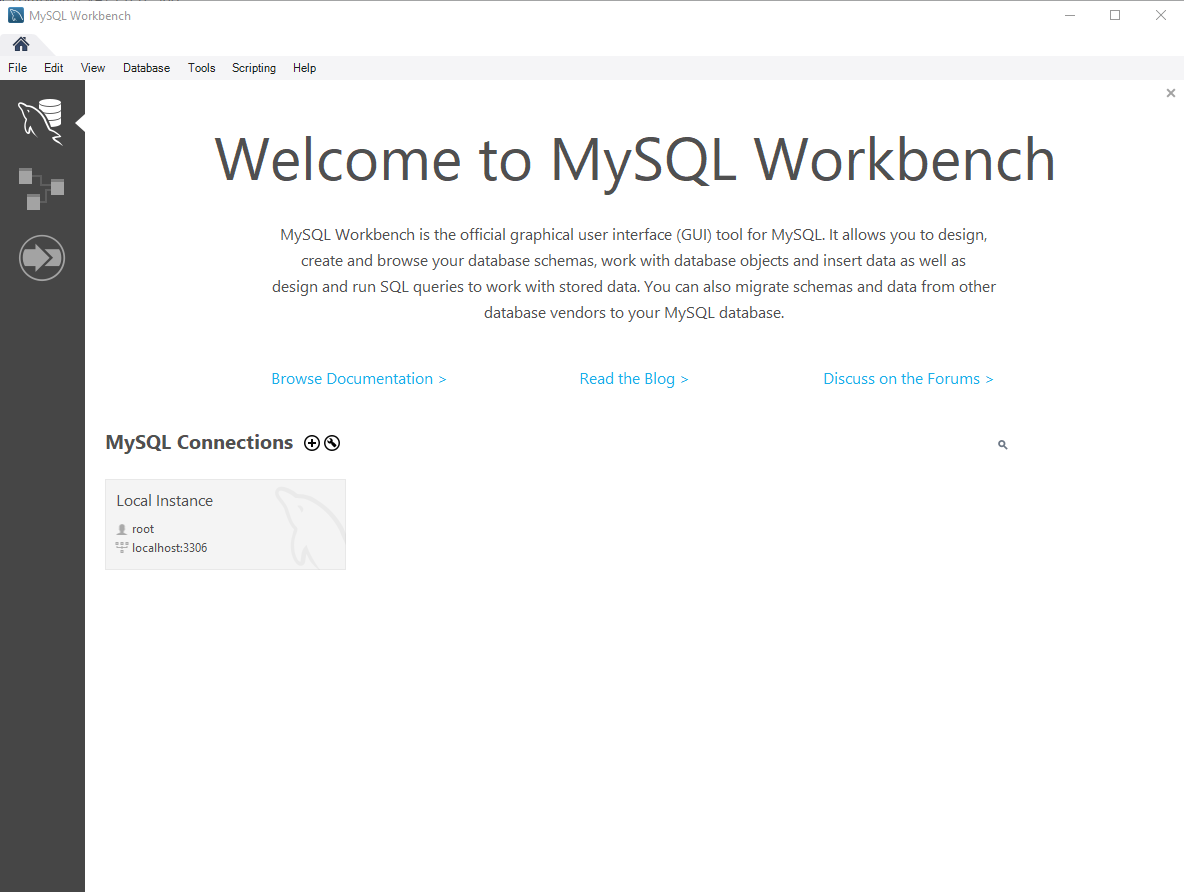 MySQL Workbench
File Edit View Database Tools Scripting Help
Welcome to MySQL Workbench
MySQL Workbench is the official graphical user interface (GUI) tool for MySQL. It allows you to design,
create and browse your database schemas, work with database objects and insert data as well as
design and run SQL queries to work with stored data. You can also migrate schemas and data from other
database vendors to your MySQL database.
Browse Documentation > Read the Blog > Discuss on the Forums >
MySQL Connections
Local Instance
root
localhost:3306